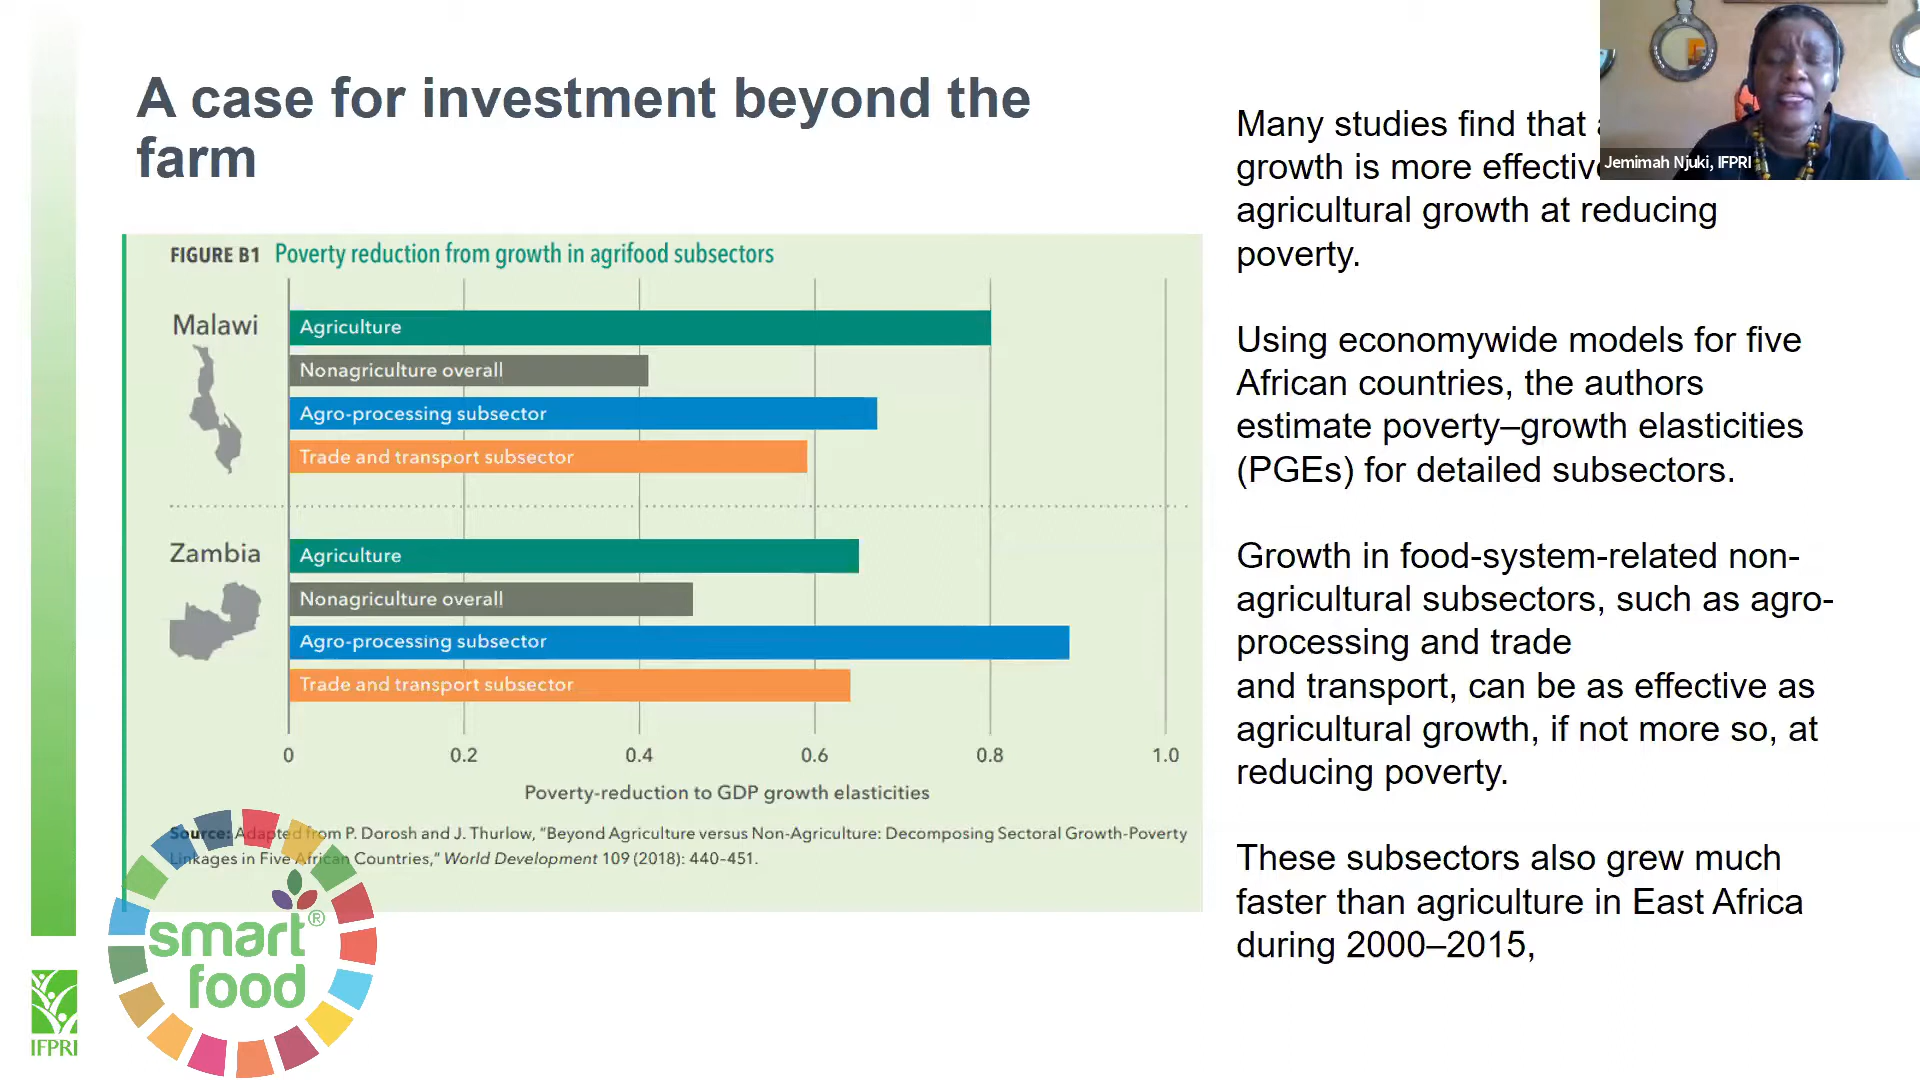 A case for investment beyond the
farm
FIGURE B1 Poverty reduction from growth in agrifood subsectors
Malawi
Agriculture
Nonagriculture overall
Agro-processing subsector
Trade and transport subsector
Zambia
Agriculture
Nonagriculture overall
Agro-processing subsector
Trade and transport subsector
0 0.2 0.4 0.6 0.8 1.0
Poverty-reduction to GDP growth elasticities
Source: Adapted from P. Dorosh and J. Thurlow, “Beyond Agriculture versus Non-Agriculture: Decomposing Sectoral Growth-Poverty
Linkages in Five African Countries,” World Development 109 (2018): 440-451.
smart®
food
IFPRI
Many studies find that
growth is more effective
agricultural growth at reducing
poverty.
Using economywide models for five
African countries, the authors
estimate poverty–growth elasticities
(PGEs) for detailed subsectors.
Growth in food-system-related non-
agricultural subsectors, such as agro-
processing and trade
and transport, can be as effective as
agricultural growth, if not more so, at
reducing poverty.
These subsectors also grew much
faster than agriculture in East Africa
during 2000–2015,
Jemimah Njuki, IFPRI